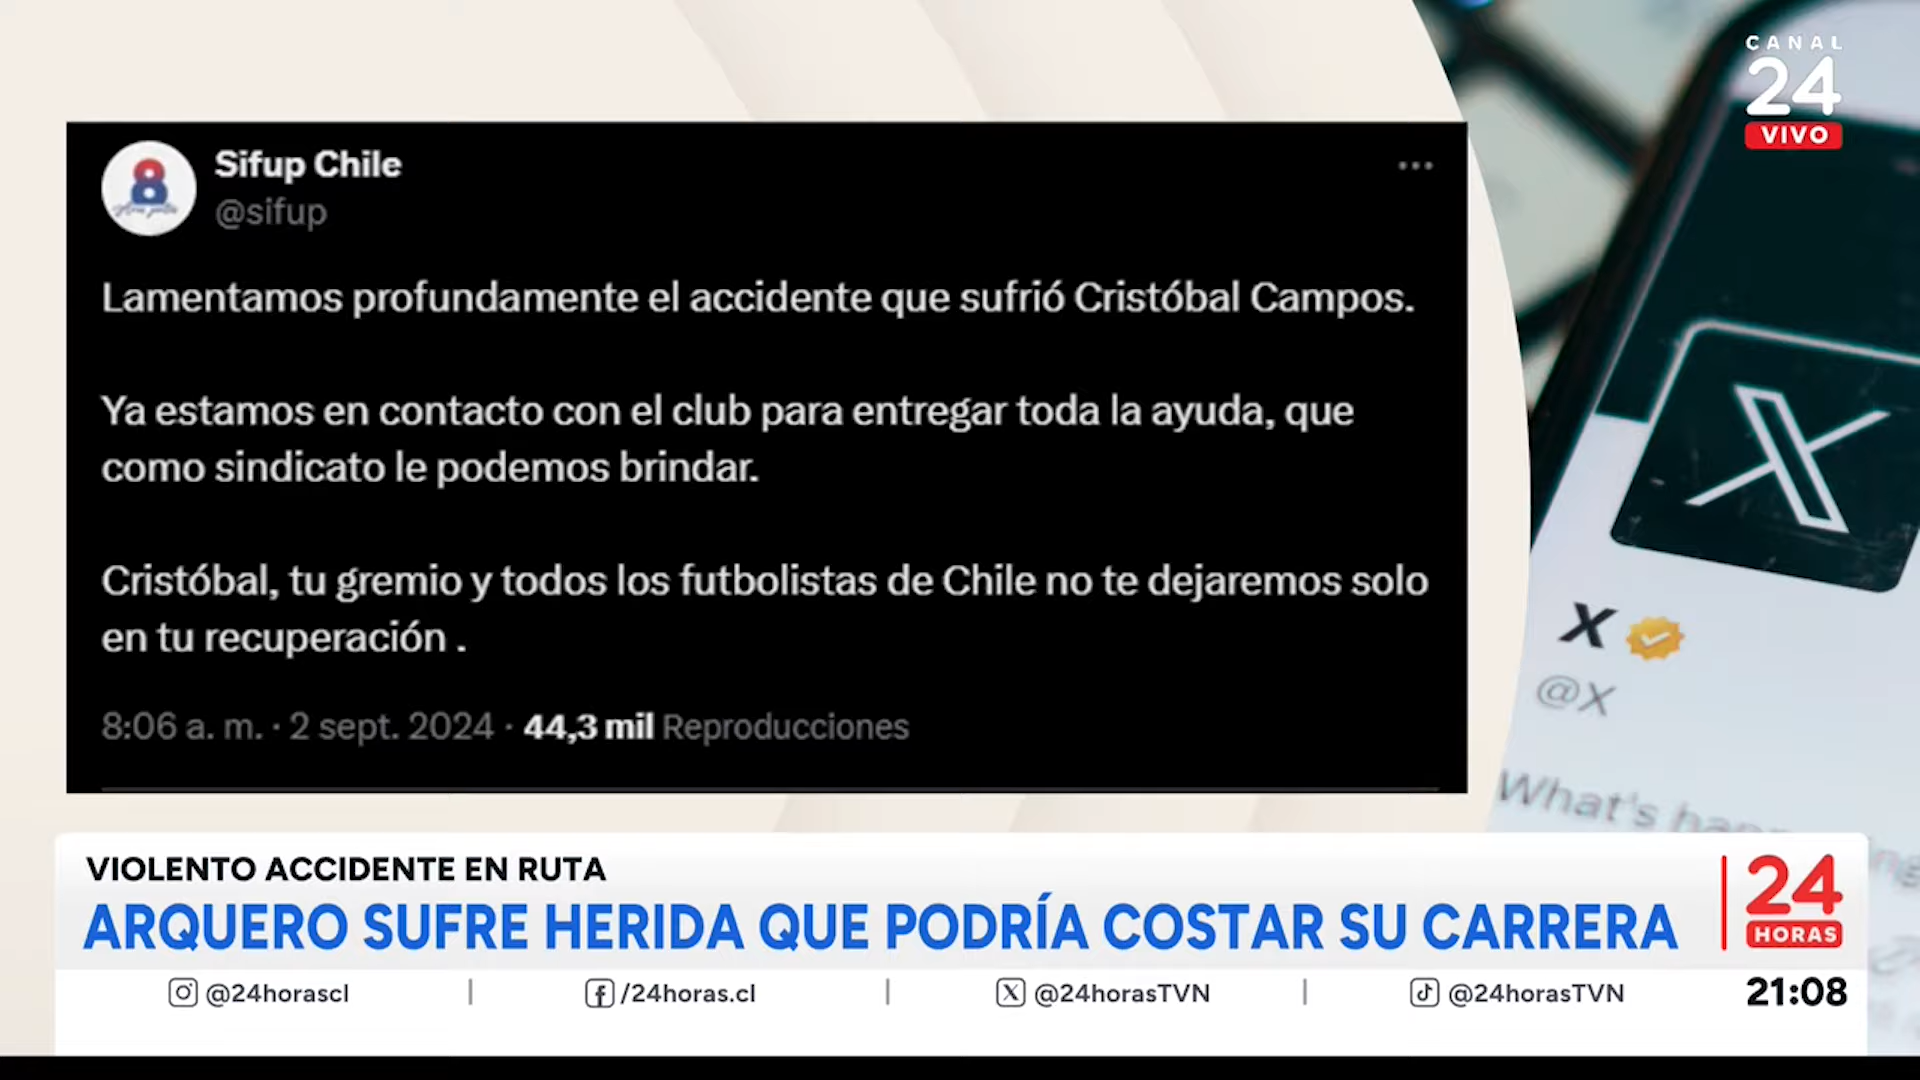 CANAL
24
VIVO
Sifup Chile
@sifup
Lamentamos profundamente el accidente que sufrió Cristóbal Campos.
Ya estamos en contacto con el club para entregar toda la ayuda, que
como sindicato le podemos brindar.
Cristóbal, tu gremio y todos los futbolistas de Chile no te dejaremos solo
en tu recuperación .
8:06 a. m. · 2 sept. 2024 · 44,3 mil Reproducciones
X
@X
What's
VIOLENTO ACCIDENTE EN RUTA
ARQUERO SUFRE HERIDA QUE PODRÍA COSTAR SU CARRERA
24
HORAS
@24horascl | /24horas.cl | @24horasTVN | @24horasTVN
21:08